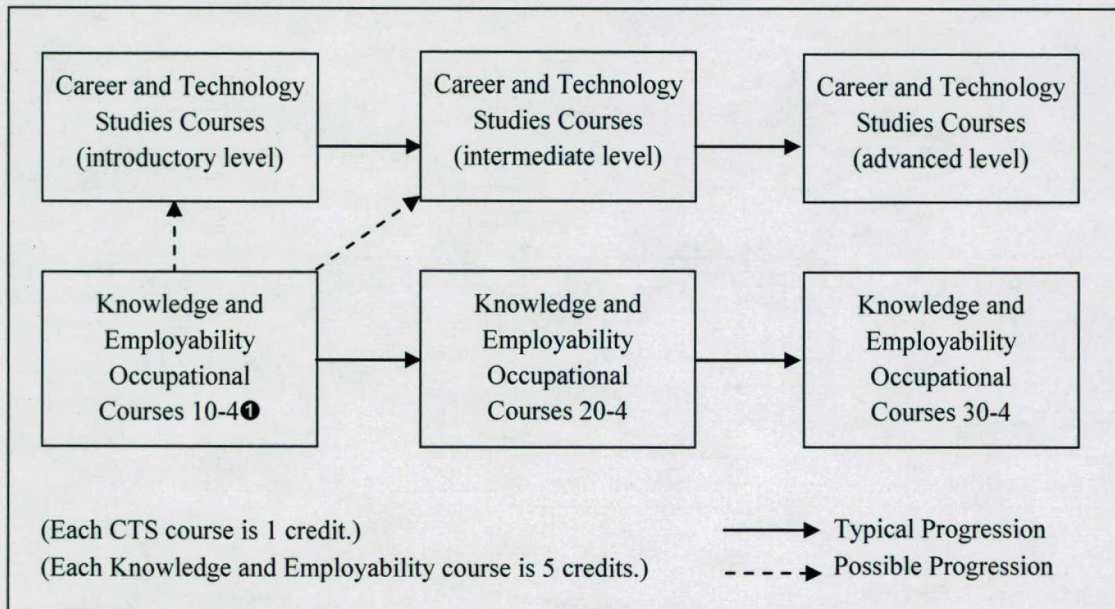 Career and Technology
Studies Courses
(introductory level)
Career and Technology
Studies Courses
(intermediate level)
Career and Technology
Studies Courses
(advanced level)
Knowledge and
Employability
Occupational
Courses 10-4❶
Knowledge and
Employability
Occupational
Courses 20-4
Knowledge and
Employability
Occupational
Courses 30-4
(Each CTS course is 1 credit.)
(Each Knowledge and Employability course is 5 credits.)
Typical Progression
Possible Progression